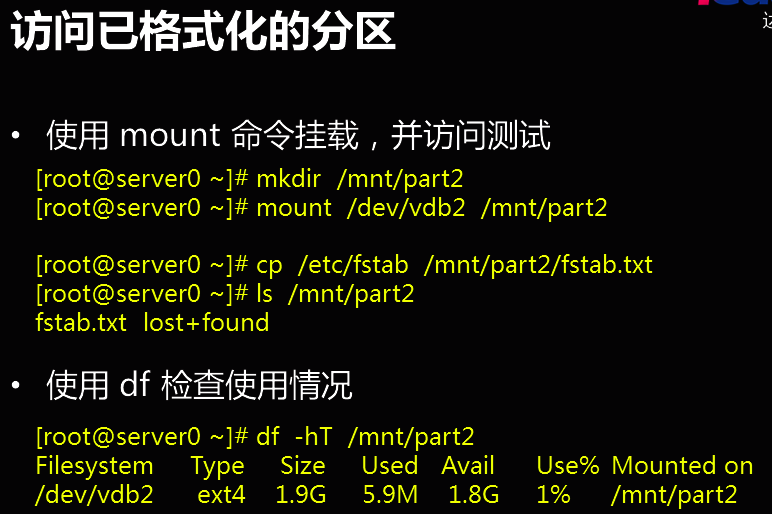 访问已格式化的分区
• 使用 mount 命令挂载，并访问测试
[root@server0 ~]# mkdir /mnt/part2
[root@server0 ~]# mount /dev/vdb2 /mnt/part2
[root@server0 ~]# cp /etc/fstab /mnt/part2/fstab.txt
[root@server0 ~]# ls /mnt/part2
fstab.txt lost+found
• 使用 df 检查使用情况
[root@server0 ~]# df -hT /mnt/part2
Filesystem Type Size Used Avail Use% Mounted on
/dev/vdb2 ext4 1.9G 5.9M 1.8G 1% /mnt/part2